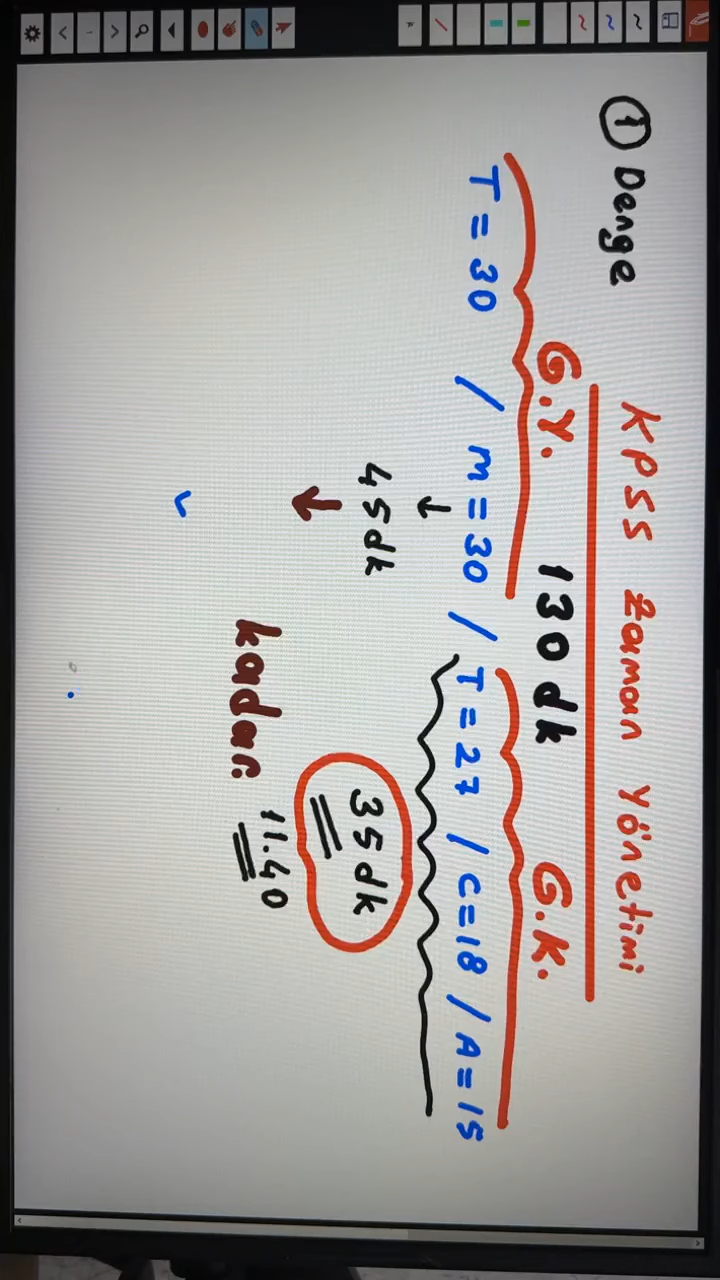 KPSS Zaman Yönetimi
① Denge
G.Y. 130 dk G.K.
T = 30 / m = 30 / T = 27 / C = 18 / A = 15
↓
45 dk 35 dk
↓
kadar: 11.40